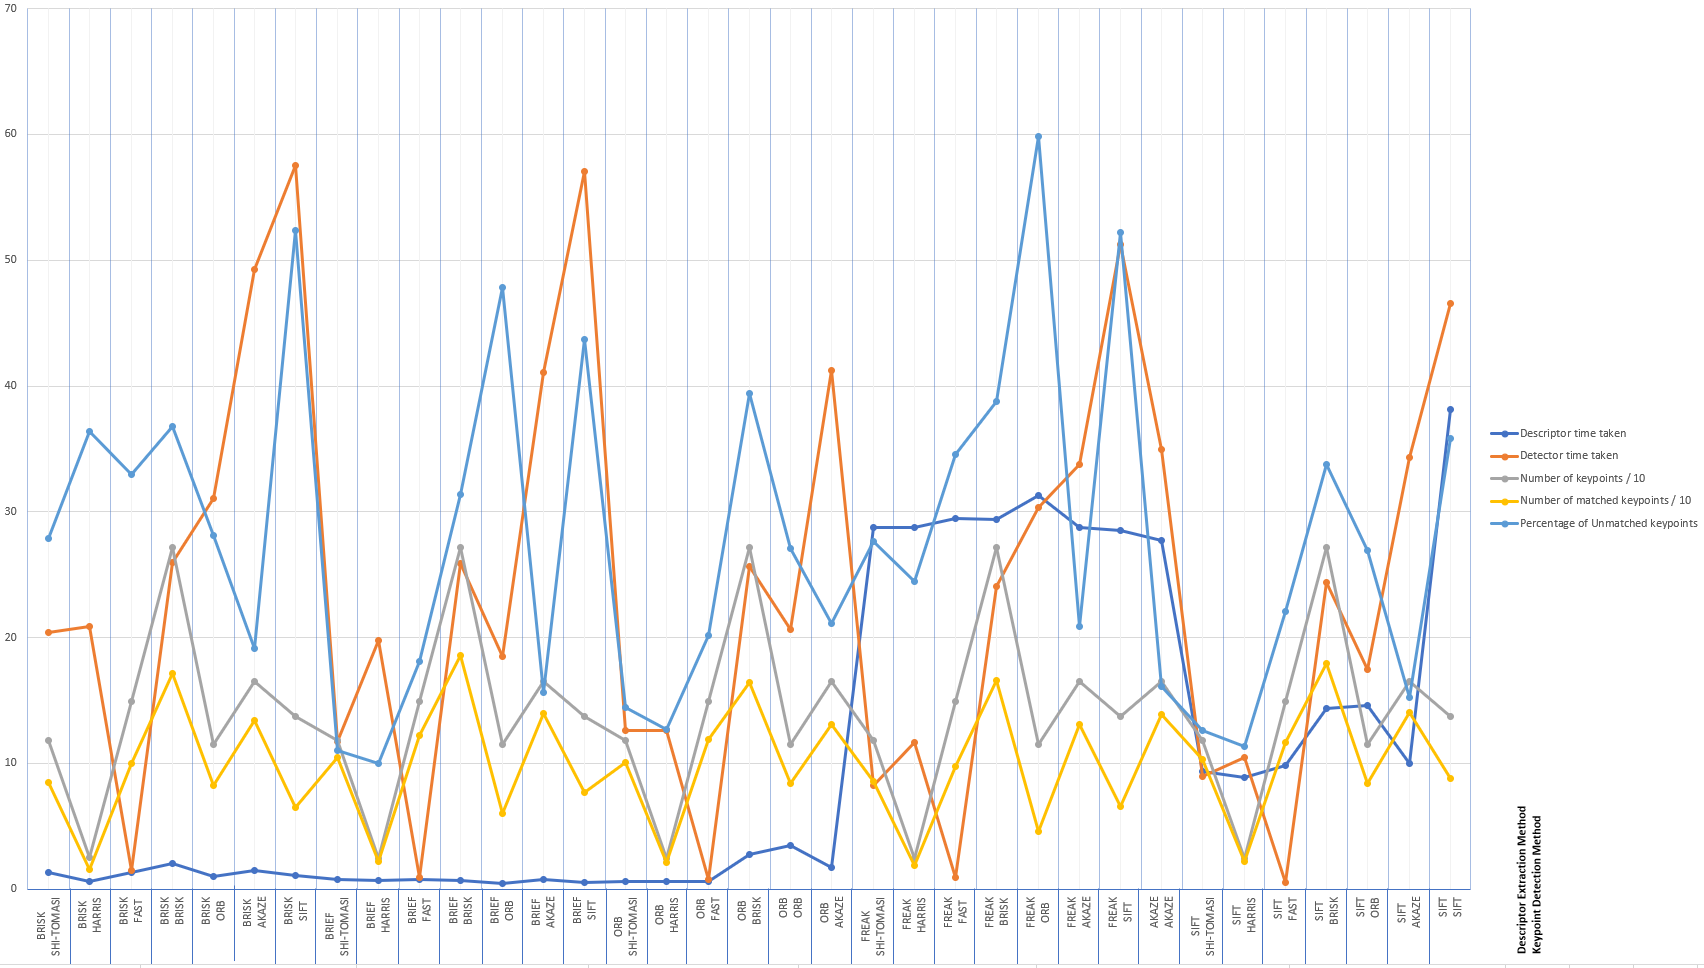 70
60
50
40
30
20
10
0
Descriptor time taken
Detector time taken
Number of keypoints / 10
Number of matched keypoints / 10
Percentage of Unmatched keypoints
BRISK
SHI-TOMASI
BRISK
HARRIS
BRISK
FAST
BRISK
BRISK
BRISK
ORB
BRISK
AKAZE
BRISK
SIFT
BRIEF
SHI-TOMASI
BRIEF
HARRIS
BRIEF
FAST
BRIEF
BRISK
BRIEF
ORB
BRIEF
AKAZE
BRIEF
SIFT
ORB
SHI-TOMASI
ORB
HARRIS
ORB
FAST
ORB
BRISK
ORB
ORB
ORB
AKAZE
FREAK
SHI-TOMASI
FREAK
HARRIS
FREAK
FAST
FREAK
BRISK
FREAK
ORB
FREAK
AKAZE
FREAK
SIFT
AKAZE
AKAZE
SIFT
SHI-TOMASI
SIFT
HARRIS
SIFT
FAST
SIFT
BRISK
SIFT
ORB
SIFT
AKAZE
SIFT
SIFT
Descriptor Extraction Method
Keypoint Detection Method